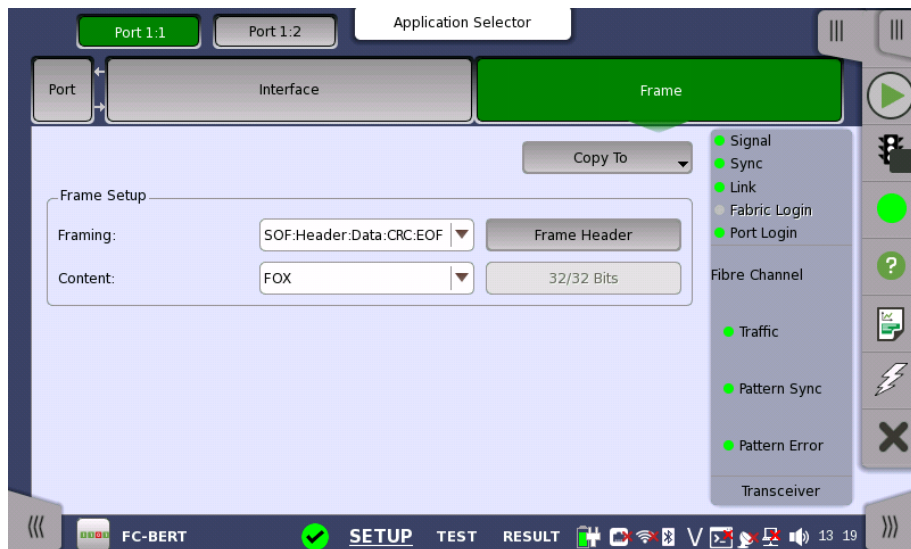 Application Selector
Port 1:1
Port 1:2
Port
Interface
Frame
Copy To
Frame Setup
Framing:
SOF:Header:Data:CRC:EOF
Frame Header
Content:
FOX
32/32 Bits
Signal
Sync
Link
Fabric Login
Port Login
Fibre Channel
Traffic
Pattern Sync
Pattern Error
Transceiver
FC-BERT
SETUP
TEST
RESULT
13 19